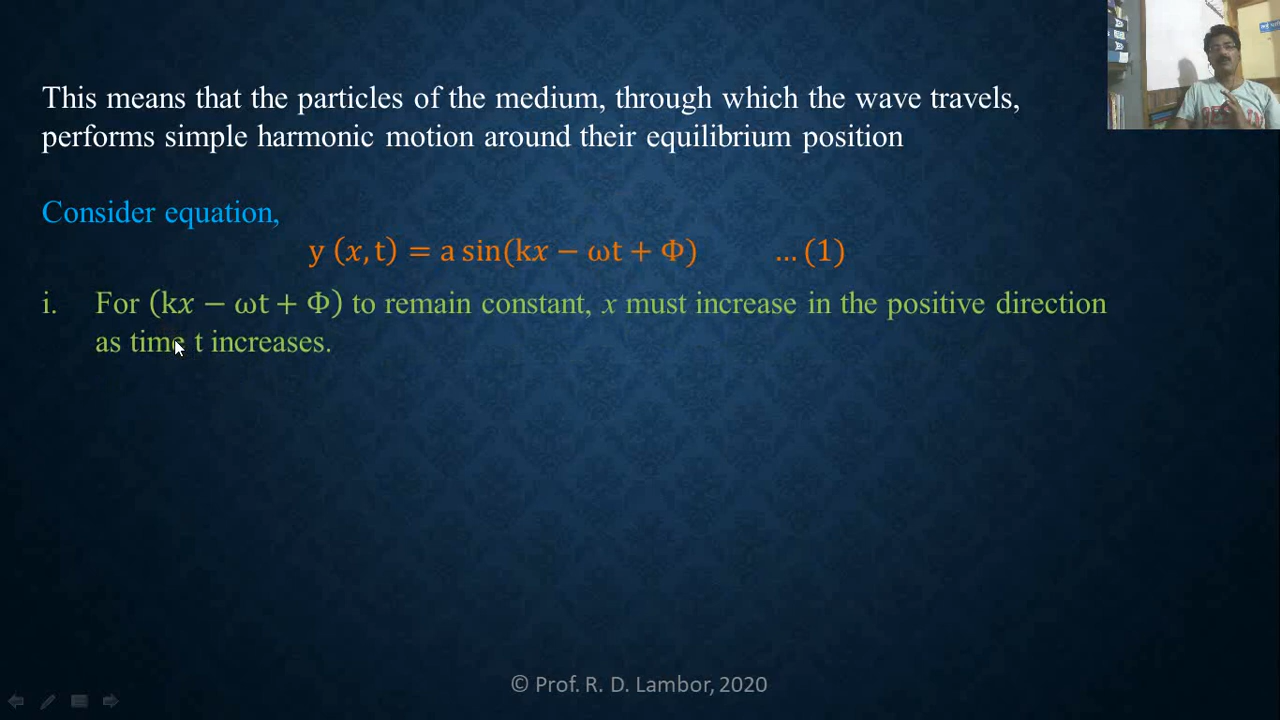 This means that the particles of the medium, through which the wave travels,
performs simple harmonic motion around their equilibrium position
Consider equation,
y (x,t) = a sin(kx − ωt + Φ) … (1)
i. For (kx − ωt + Φ) to remain constant, x must increase in the positive direction
as time t increases.
© Prof. R. D. Lambor, 2020